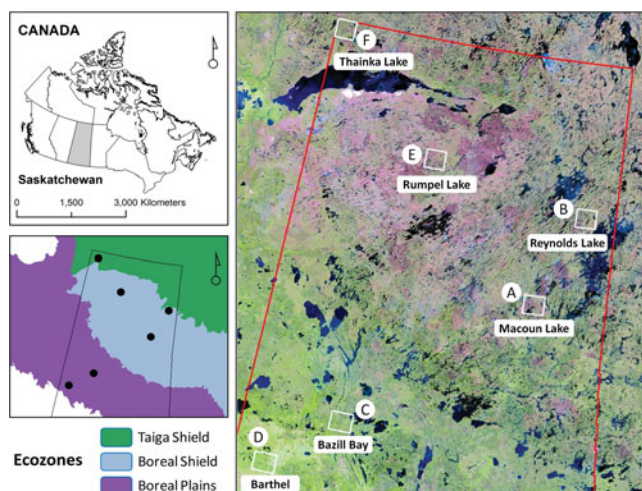 CANADA
Saskatchewan
0 1,500 3,000 Kilometers
Ecozones
Taiga Shield
Boreal Shield
Boreal Plains
F
Thainka Lake
E
Rumpel Lake
B
Reynolds Lake
A
Macoun Lake
C
Bazill Bay
D
Barthel